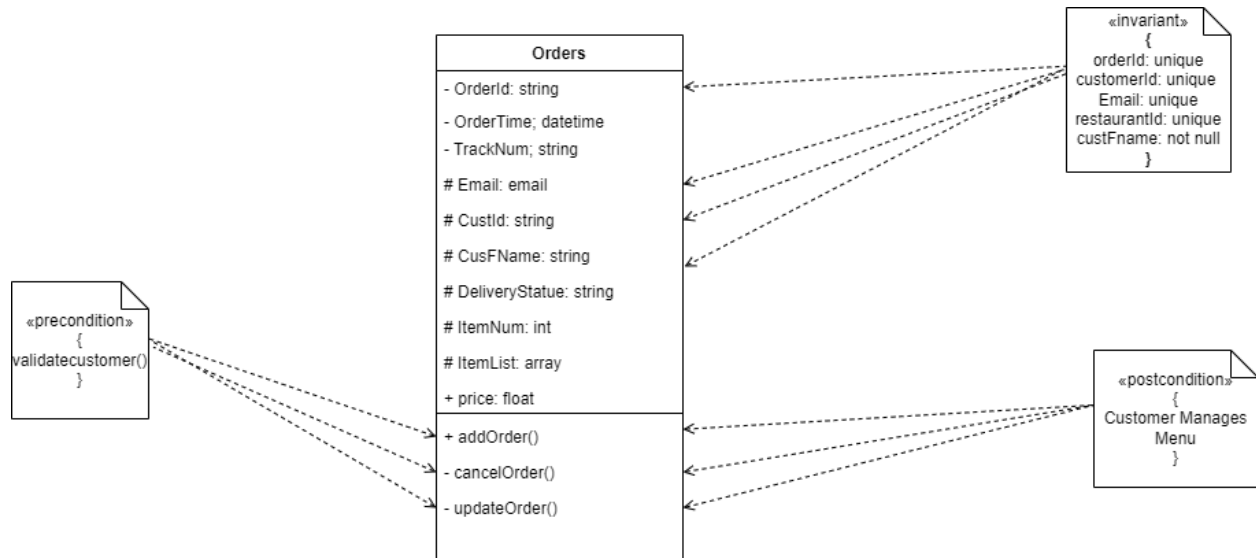 Orders
- OrderId: string
- OrderTime; datetime
- TrackNum; string
# Email: email
# CustId: string
# CusFName: string
# DeliveryStatue: string
# ItemNum: int
# ItemList: array
+ price: float
+ addOrder()
- cancelOrder()
- updateOrder()
«invariant»
{
orderId: unique
customerId: unique
Email: unique
restaurantId: unique
custFname: not null
}
«precondition»
{
validatecustomer()
}
«postcondition»
{
Customer Manages
Menu
}